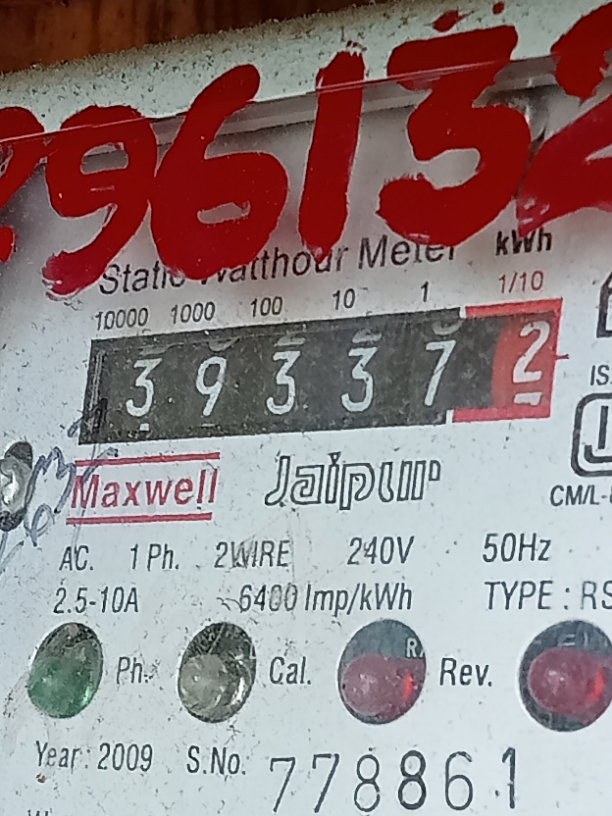 296132
Static Watthour Meter kWh
10000 1000 100 10 1 1/10
3 9 3 3 7 2
Maxwell Jaipur
AC. 1 Ph. 2WIRE 240V 50Hz
2.5-10A 6400 Imp/kWh TYPE : RS
Ph. Cal. Rev.
Year: 2009 S.No. 778861
IS
CM/L-